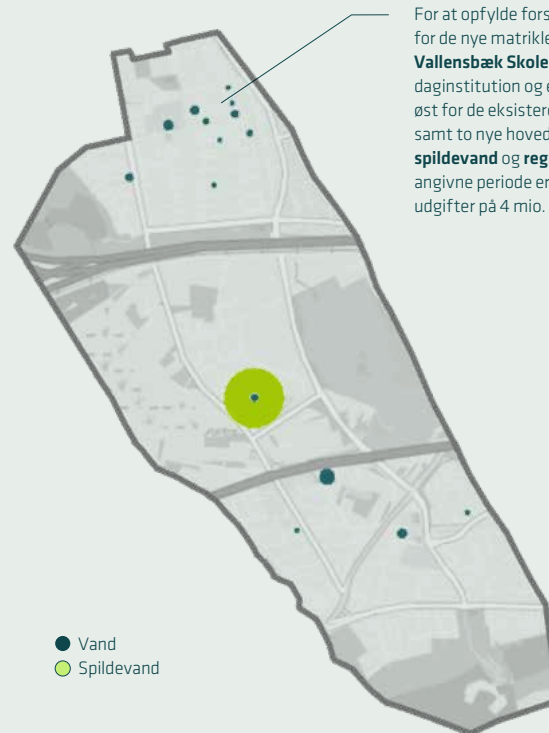 For at opfylde fors
for de nye matrikle
Vallensbæk Skole
daginstitution og e
øst for de eksistere
samt to nye hoved
spildevand og reg
angivne periode er
udgifter på 4 mio.
Vand
Spildevand